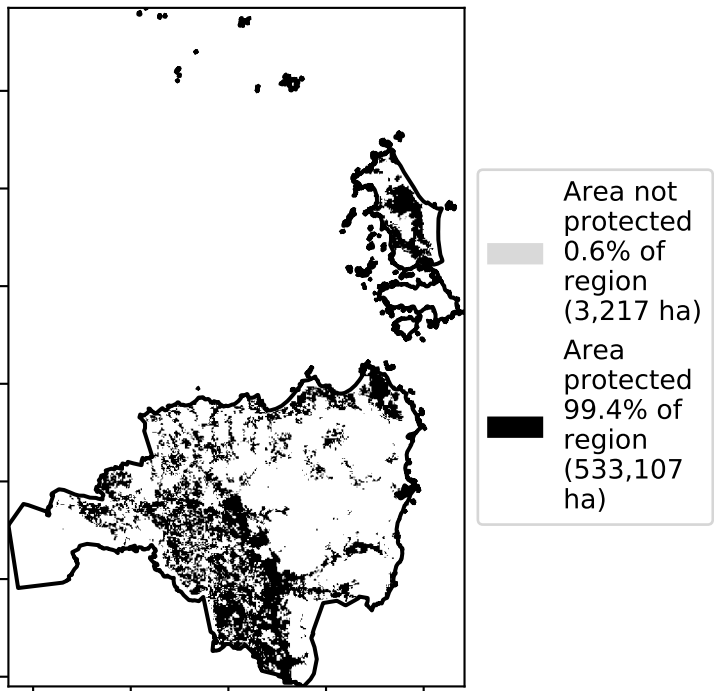 Area not
protected
0.6% of
region
(3,217 ha)
Area
protected
99.4% of
region
(533,107
ha)